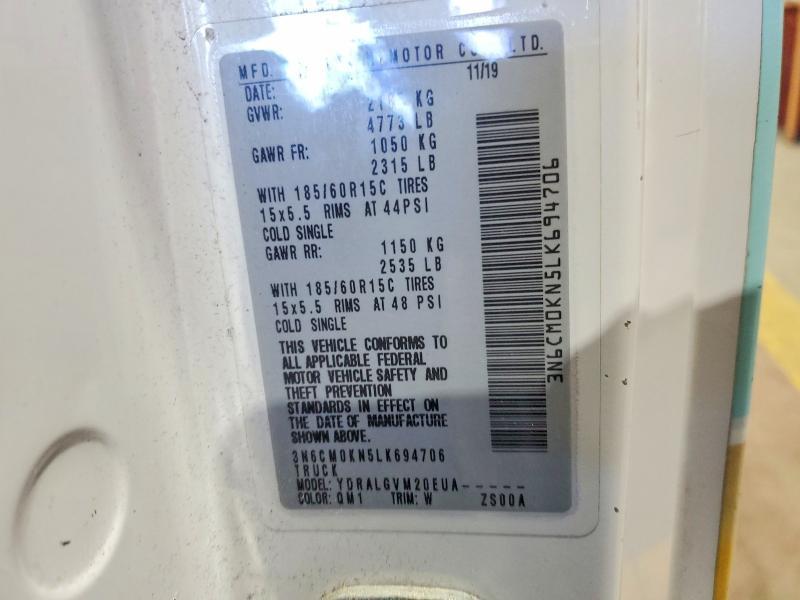 MFD. MOTOR CO., LTD.
DATE: 11/19
GVWR: KG
4773 LB
GAWR FR: 1050 KG
2315 LB
WITH 185/60R15C TIRES
15x5.5 RIMS AT 44PSI
COLD SINGLE
GAWR RR: 1150 KG
2535 LB
WITH 185/60R15C TIRES
15x5.5 RIMS AT 48 PSI
COLD SINGLE
THIS VEHICLE CONFORMS TO
ALL APPLICABLE FEDERAL
MOTOR VEHICLE SAFETY AND
THEFT PREVENTION
STANDARDS IN EFFECT ON
THE DATE OF MANUFACTURE
SHOWN ABOVE.
3N6CM0KN5LK694706
TRUCK
MODEL: YDRALGVM20EUA-----
COLOR: QM1 TRIM: W ZS00A
3N6CM0KN5LK694706